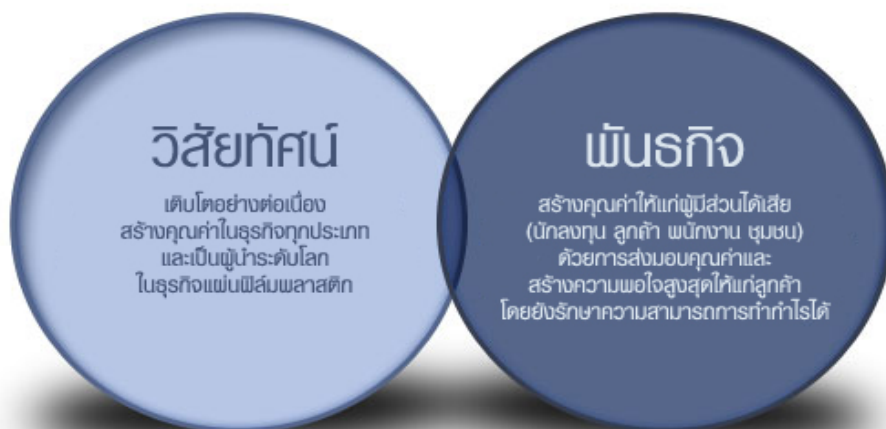 วิสัยทัศน์
เติบโตอย่างต่อเนื่อง
สร้างคุณค่าในธุรกิจทุกประเภท
และเป็นผู้นำระดับโลก
ในธุรกิจแผ่นฟิล์มพลาสติก
พันธกิจ
สร้างคุณค่าให้แก่ผู้มีส่วนได้เสีย
(นักลงทุน ลูกค้า พนักงาน ชุมชน)
ด้วยการส่งมอบคุณค่าและ
สร้างความพอใจสูงสุดให้แก่ลูกค้า
โดยยังรักษาความสามารถการทำกำไรได้